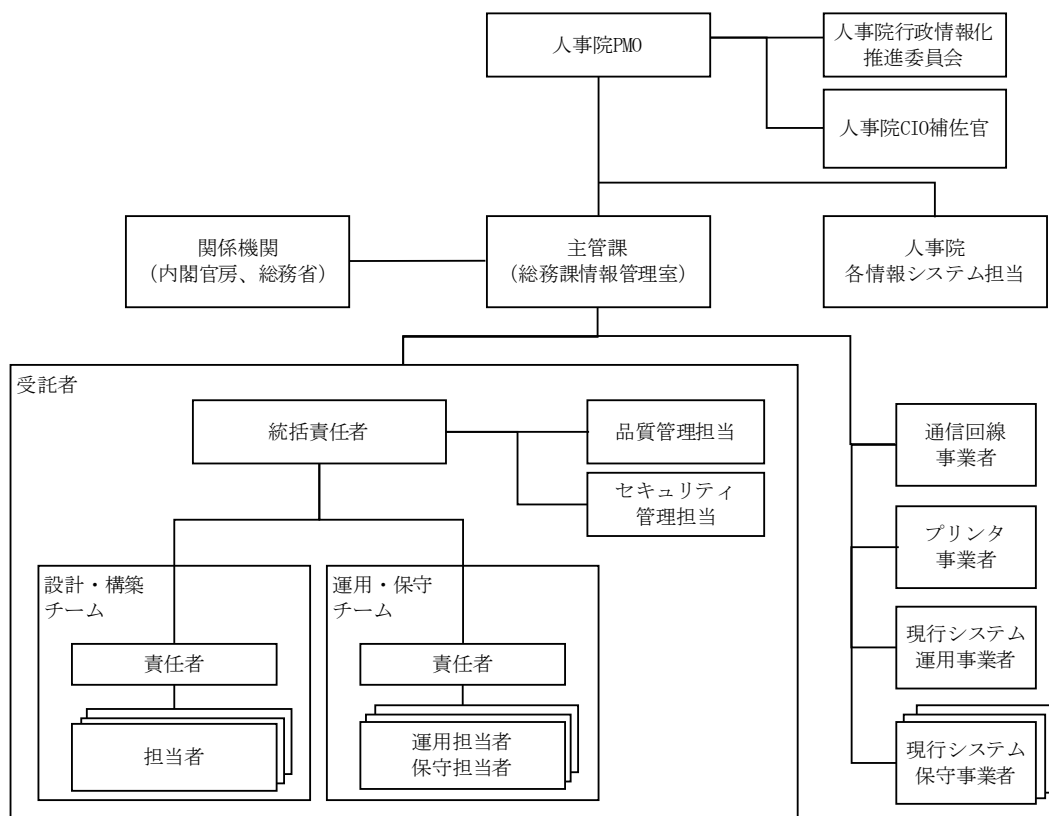 人事院PMO
人事院行政情報化
推進委員会
人事院CIO補佐官
関係機関
（内閣官房、総務省）
主管課
（総務課情報管理室）
人事院
各情報システム担当
受託者
統括責任者
品質管理担当
セキュリティ
管理担当
設計・構築
チーム
責任者
担当者
運用・保守
チーム
責任者
運用担当者
保守担当者
通信回線
事業者
プリンタ
事業者
現行システム
運用事業者
現行システム
保守事業者